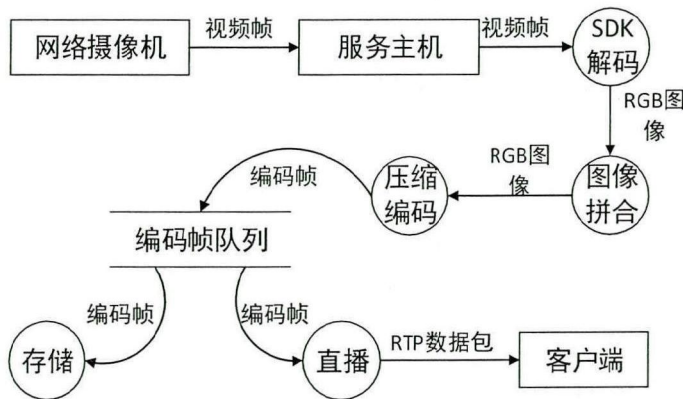 网络摄像机
视频帧
服务主机
视频帧
SDK
解码
RGB图
像
图像
拼合
RGB图
像
压缩
编码
编码帧
编码帧队列
编码帧
编码帧
存储
直播
RTP数据包
客户端